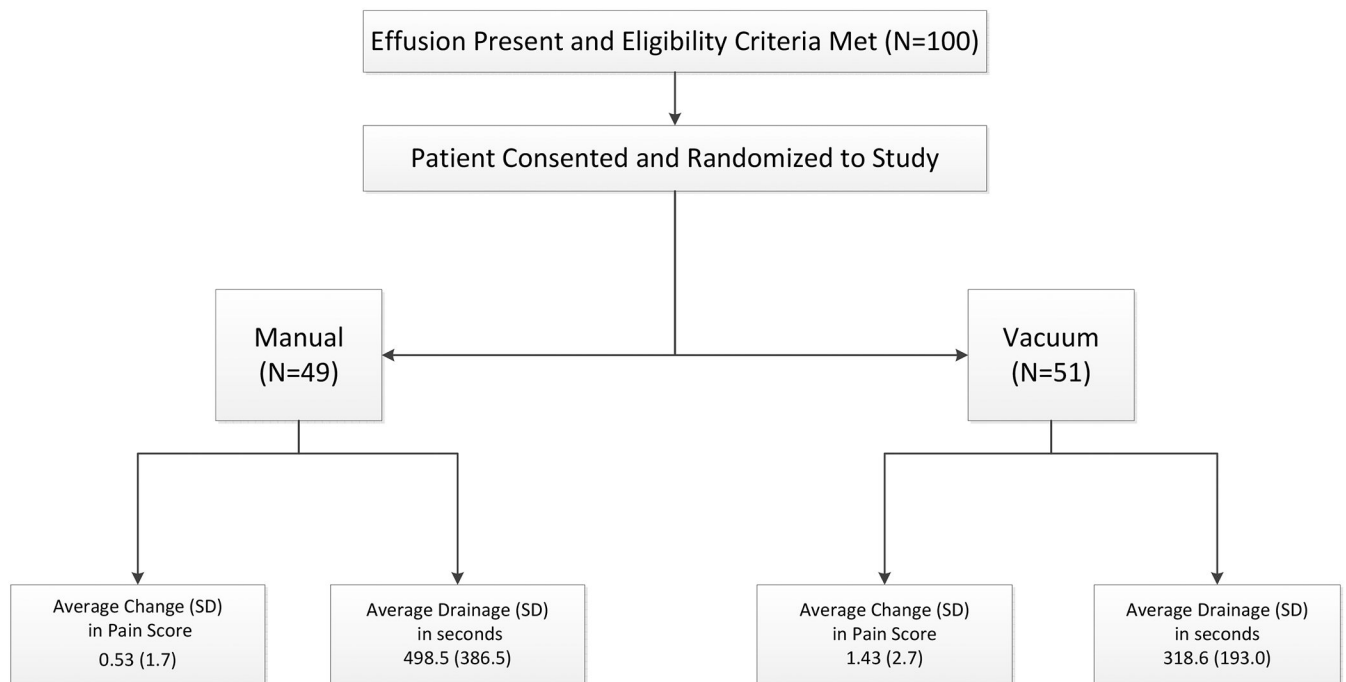 Effusion Present and Eligibility Criteria Met (N=100)
Patient Consented and Randomized to Study
Manual
(N=49)
Vacuum
(N=51)
Average Change (SD)
in Pain Score
0.53 (1.7)
Average Drainage (SD)
in seconds
498.5 (386.5)
Average Change (SD)
in Pain Score
1.43 (2.7)
Average Drainage (SD)
in seconds
318.6 (193.0)